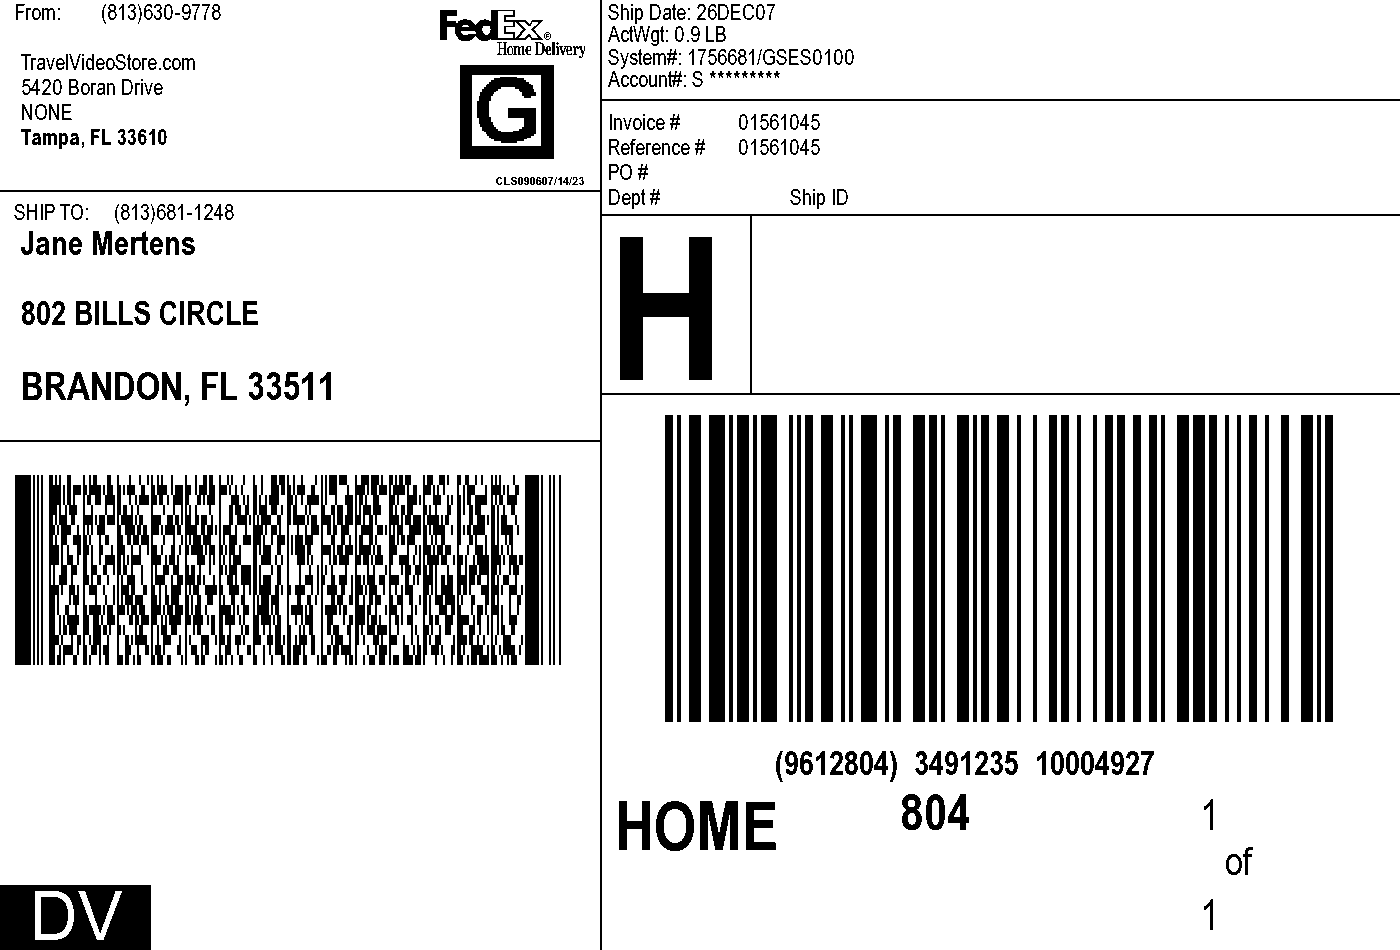 From: (813)630-9778
TravelVideoStore.com
5420 Boran Drive
NONE
Tampa, FL 33610
FedEx®
Home Delivery
G
CLS090607/14/23
SHIP TO: (813)681-1248
Jane Mertens
802 BILLS CIRCLE
BRANDON, FL 33511
DV
Ship Date: 26DEC07
ActWgt: 0.9 LB
System#: 1756681/GSES0100
Account#: S *********
Invoice # 01561045
Reference # 01561045
PO #
Dept # Ship ID
H
(9612804) 3491235 10004927
HOME 804 1
of
1